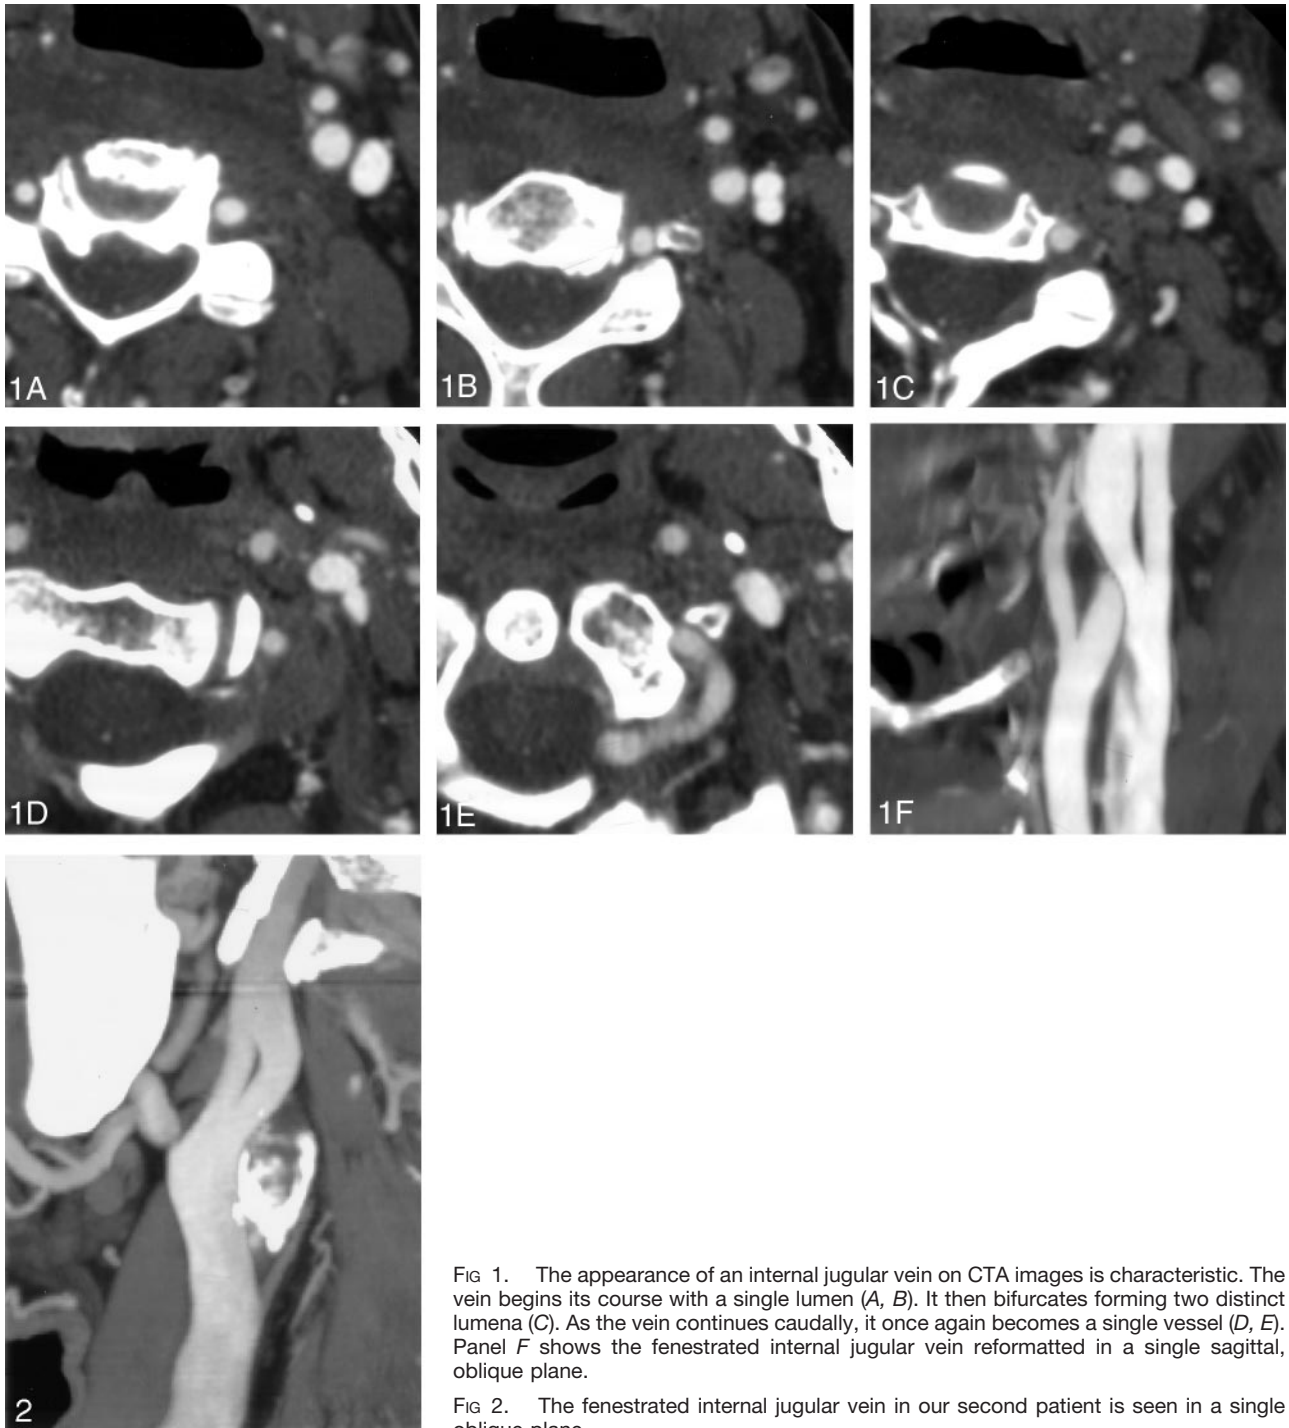 1A
1B
1C
1D
1E
1F
2
FIG 1. The appearance of an internal jugular vein on CTA images is characteristic. The
vein begins its course with a single lumen (A, B). It then bifurcates forming two distinct
lumena (C). As the vein continues caudally, it once again becomes a single vessel (D, E).
Panel F shows the fenestrated internal jugular vein reformatted in a single sagittal,
oblique plane.
FIG 2. The fenestrated internal jugular vein in our second patient is seen in a single
oblique plane